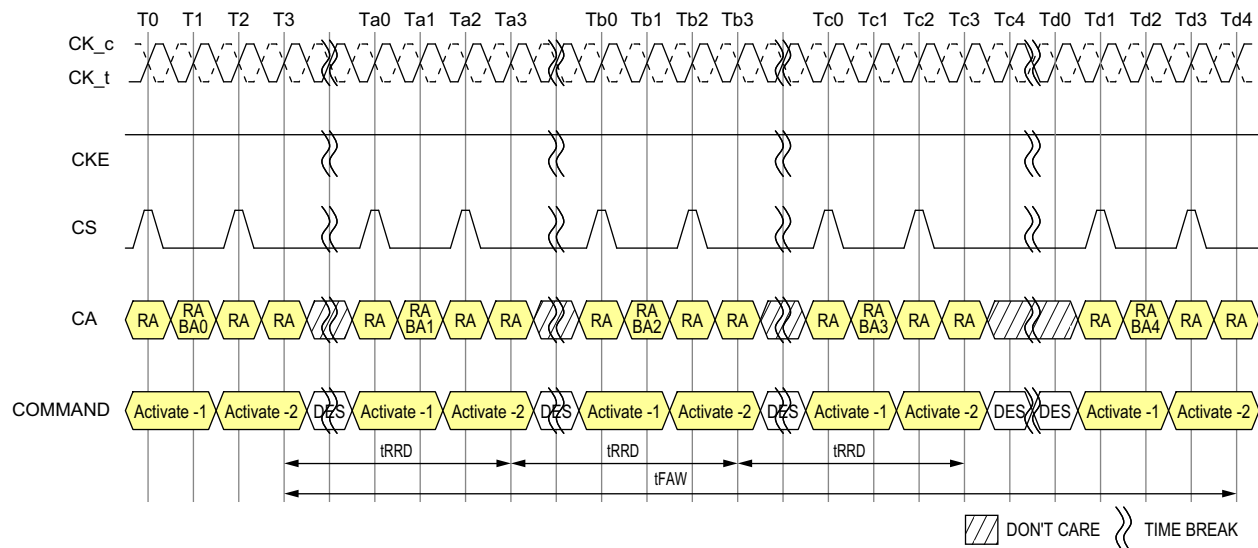 T0 T1 T2 T3 Ta0 Ta1 Ta2 Ta3 Tb0 Tb1 Tb2 Tb3 Tc0 Tc1 Tc2 Tc3 Tc4 Td0 Td1 Td2 Td3 Td4
CK_c
CK_t
CKE
CS
CA RA RA BA0 RA RA RA RA BA1 RA RA RA RA BA2 RA RA RA RA BA3 RA RA RA RA BA4 RA RA
COMMAND Activate -1 Activate -2 DES Activate -1 Activate -2 DES Activate -1 Activate -2 DES Activate -1 Activate -2 DES DES Activate -1 Activate -2
tRRD tRRD tRRD
tFAW
DON'T CARE TIME BREAK